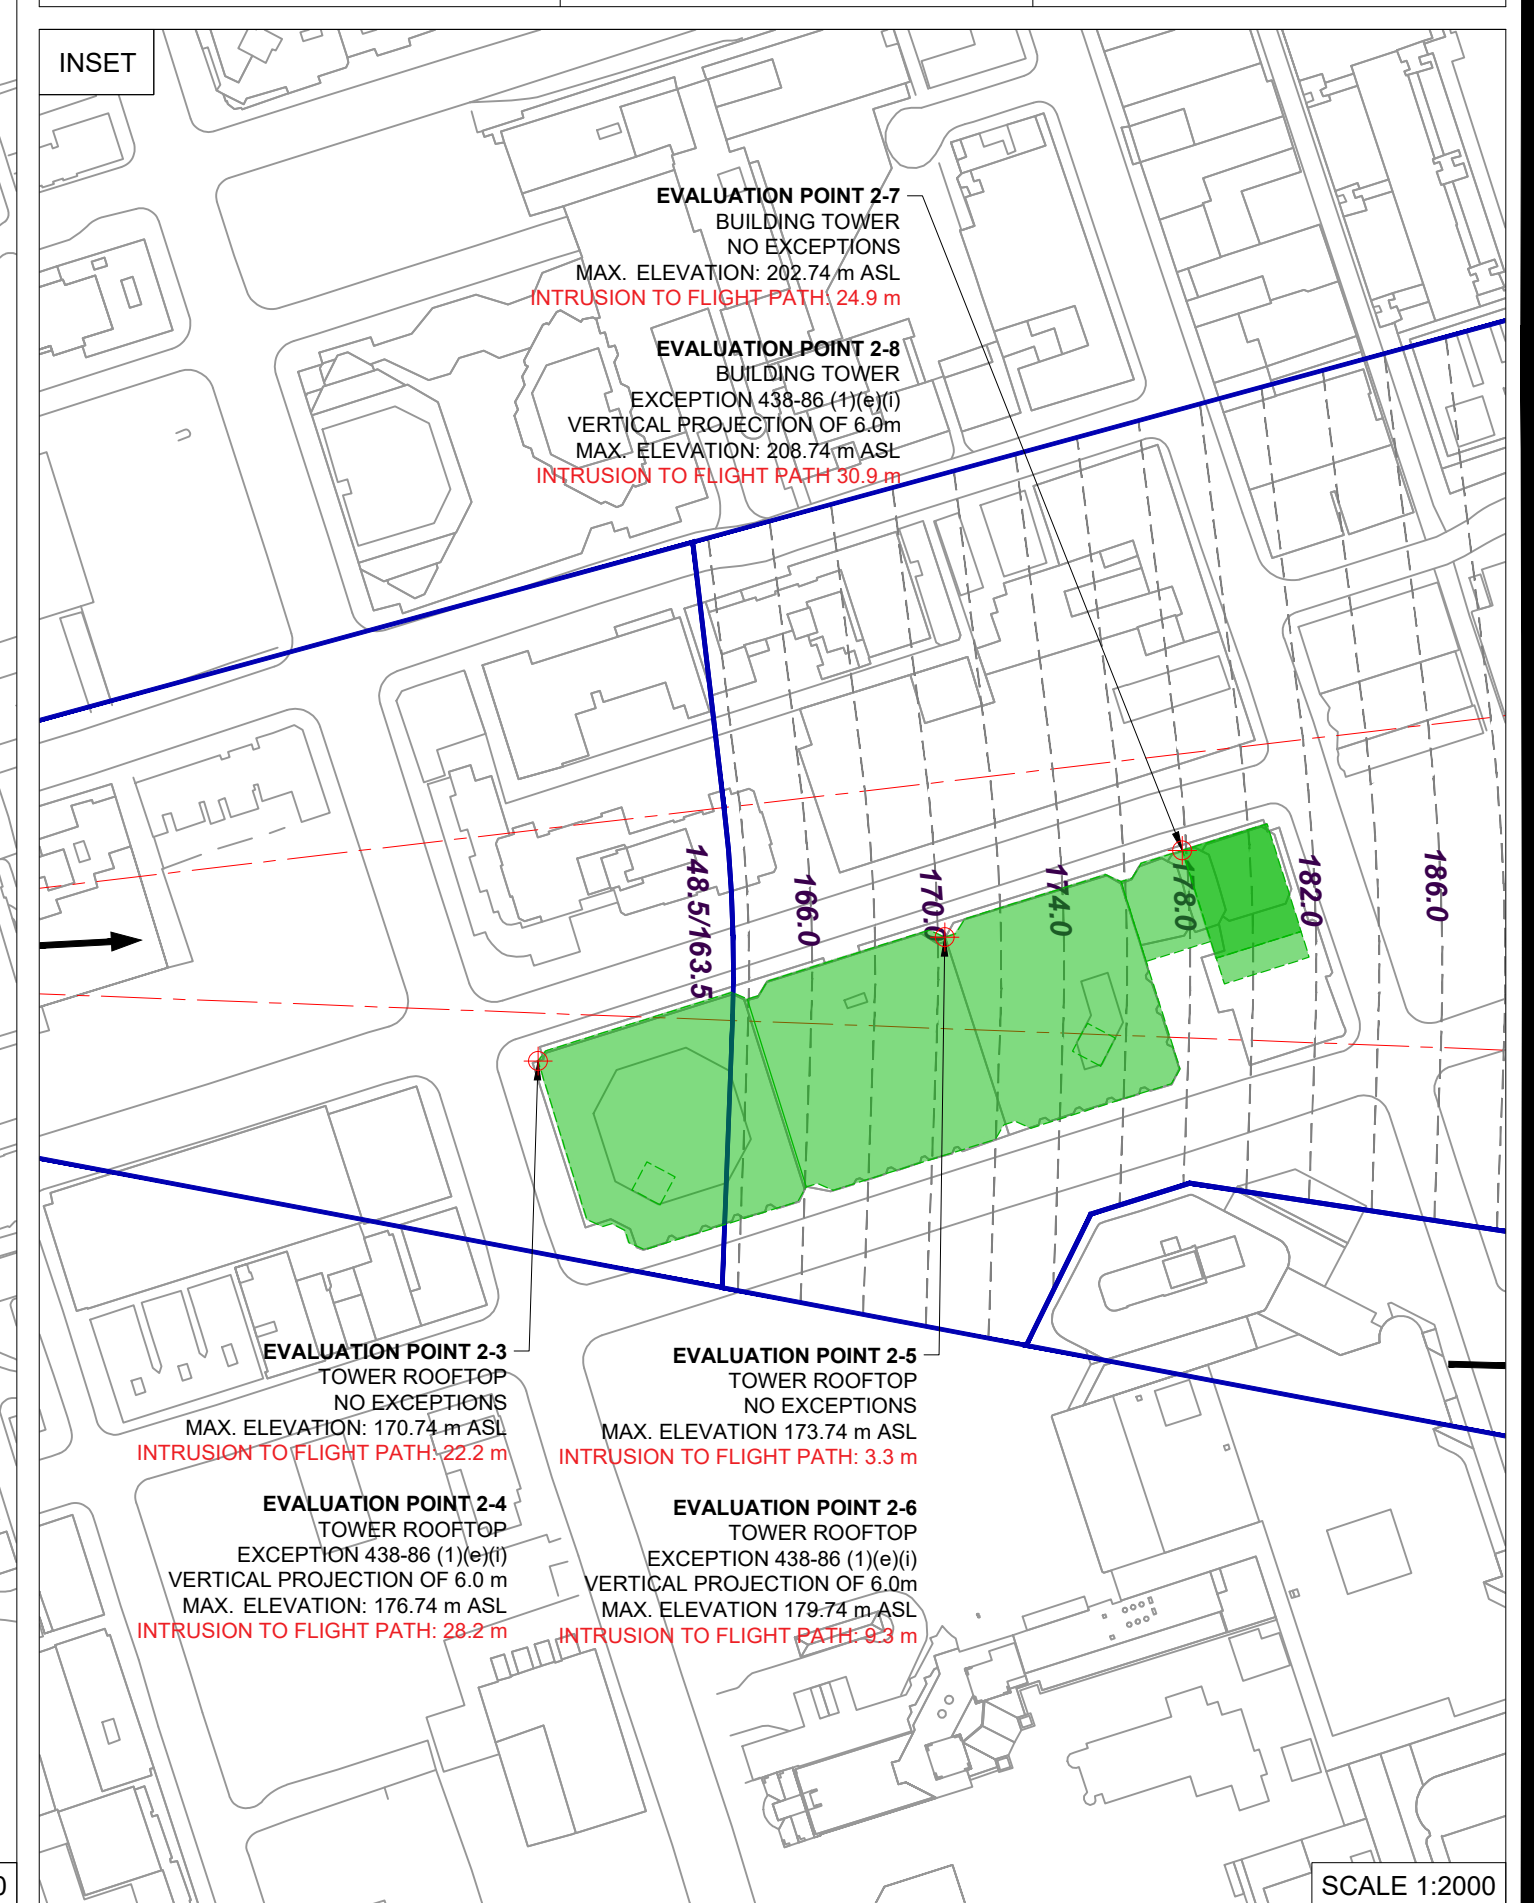 INSET
EVALUATION POINT 2-7
BUILDING TOWER
NO EXCEPTIONS
MAX. ELEVATION: 202.74 m ASL
INTRUSION TO FLIGHT PATH: 24.9 m
EVALUATION POINT 2-8
BUILDING TOWER
EXCEPTION 438-86 (1)(e)(i)
VERTICAL PROJECTION OF 6.0m
MAX. ELEVATION: 208.74 m ASL
INTRUSION TO FLIGHT PATH 30.9 m
148.5/163.5
166.0
170.0
174.0
178.0
182.0
186.0
EVALUATION POINT 2-3
TOWER ROOFTOP
NO EXCEPTIONS
MAX. ELEVATION: 170.74 m ASL
INTRUSION TO FLIGHT PATH: 22.2 m
EVALUATION POINT 2-4
TOWER ROOFTOP
EXCEPTION 438-86 (1)(e)(i)
VERTICAL PROJECTION OF 6.0 m
MAX. ELEVATION: 176.74 m ASL
INTRUSION TO FLIGHT PATH: 28.2 m
EVALUATION POINT 2-5
TOWER ROOFTOP
NO EXCEPTIONS
MAX. ELEVATION 173.74 m ASL
INTRUSION TO FLIGHT PATH: 3.3 m
EVALUATION POINT 2-6
TOWER ROOFTOP
EXCEPTION 438-86 (1)(e)(i)
VERTICAL PROJECTION OF 6.0m
MAX. ELEVATION 179.74 m ASL
INTRUSION TO FLIGHT PATH: 9.3 m
SCALE 1:2000